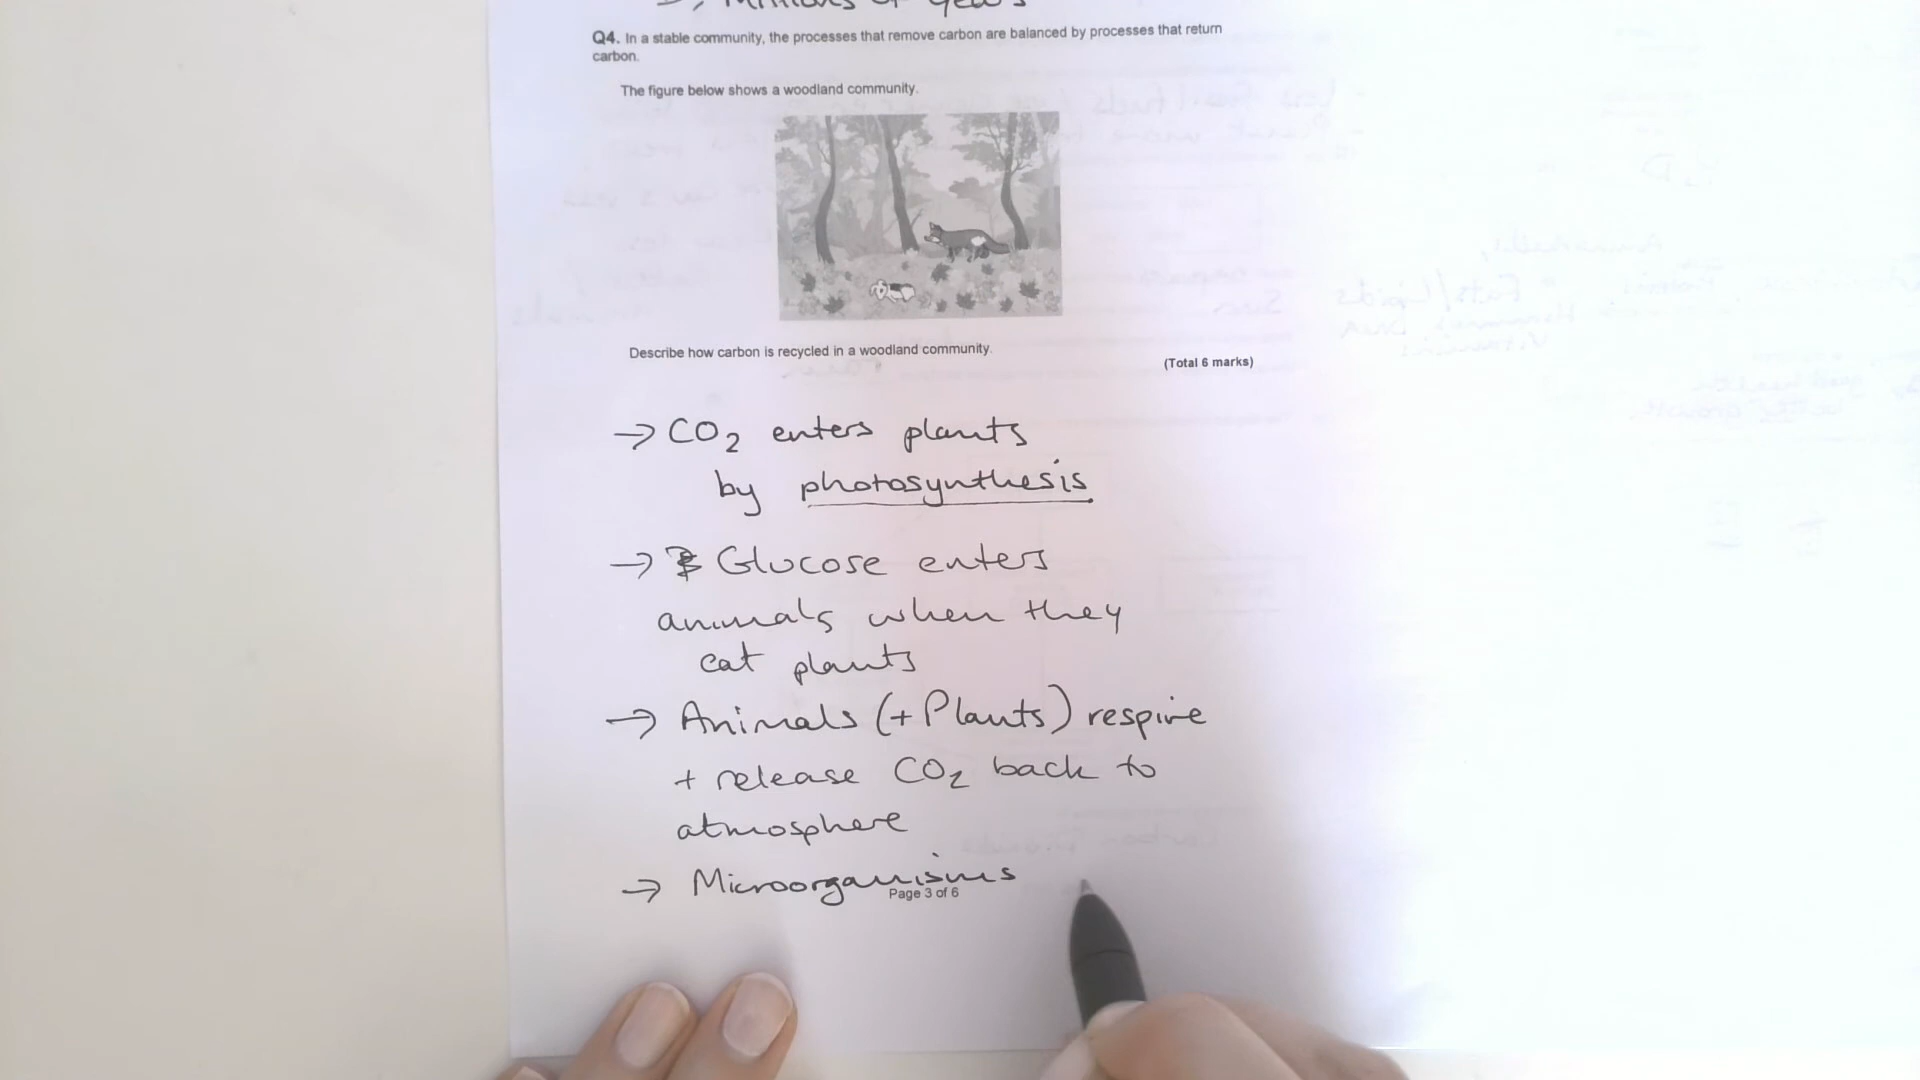 Q4. In a stable community, the processes that remove carbon are balanced by processes that return
carbon.
The figure below shows a woodland community.
Describe how carbon is recycled in a woodland community.
(Total 6 marks)
→ CO2 enters plants
by photosynthesis.
→ Glucose enters
animals when they
eat plants
→ Animals (+ Plants) respire
+ release CO2 back to
atmosphere
→ Microorganisms
Page 3 of 6